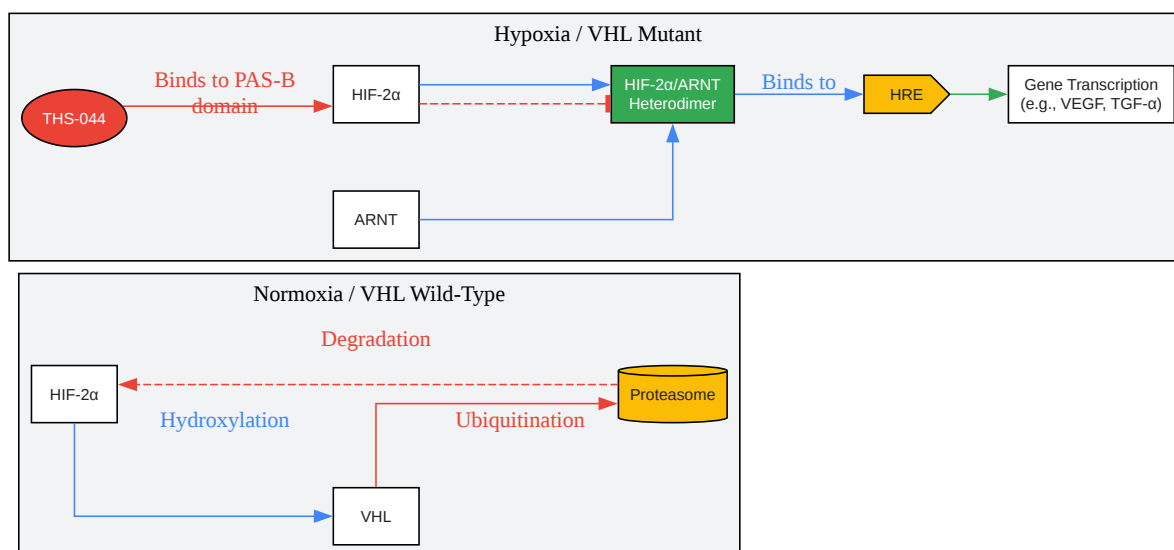 Hypoxia / VHL Mutant
Binds to PAS-B
domain
THS-044
HIF-2α
HIF-2α/ARNT
Heterodimer
Binds to
HRE
Gene Transcription
(e.g., VEGF, TGF-α)
ARNT
Normoxia / VHL Wild-Type
Degradation
HIF-2α
Proteasome
Hydroxylation
Ubiquitination
VHL